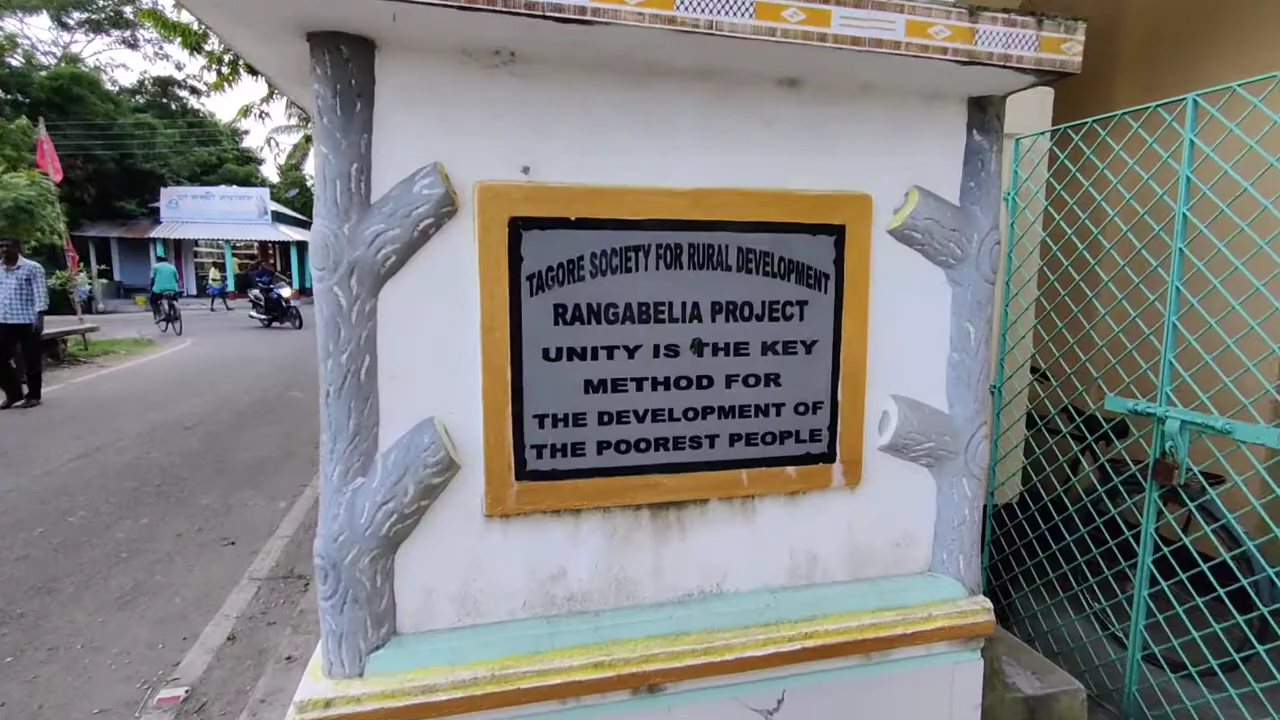 TAGORE SOCIETY FOR RURAL DEVELOPMENT
RANGABELIA PROJECT
UNITY IS THE KEY
METHOD FOR
THE DEVELOPMENT OF
THE POOREST PEOPLE